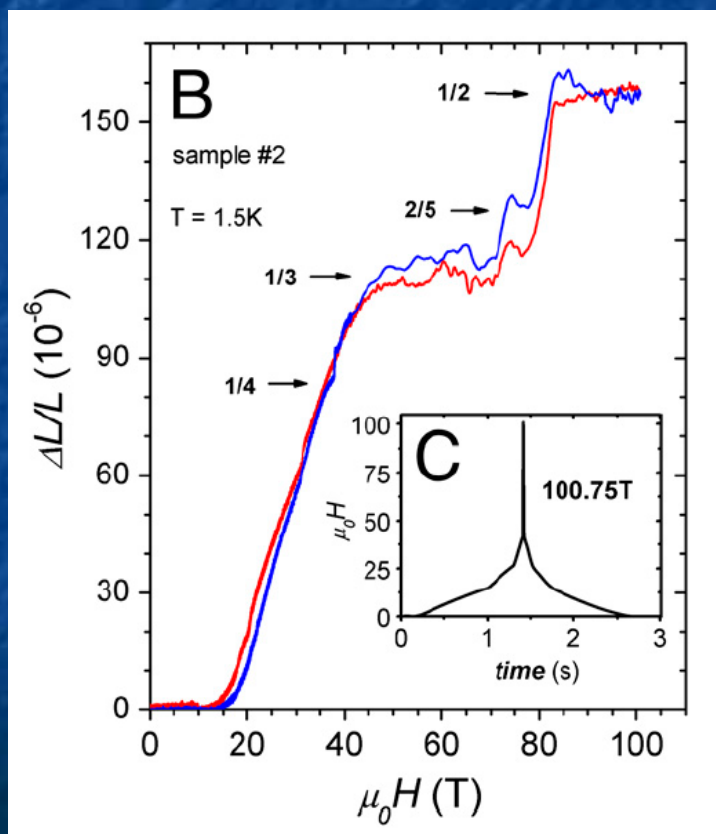 B
sample #2
T = 1.5K
1/2
2/5
1/3
1/4
ΔL/L (10⁻⁶)
150
120
90
60
30
0
0 20 40 60 80 100
μ₀H (T)
C
100.75T
μ₀H
100
75
50
25
0
0 1 2 3
time (s)